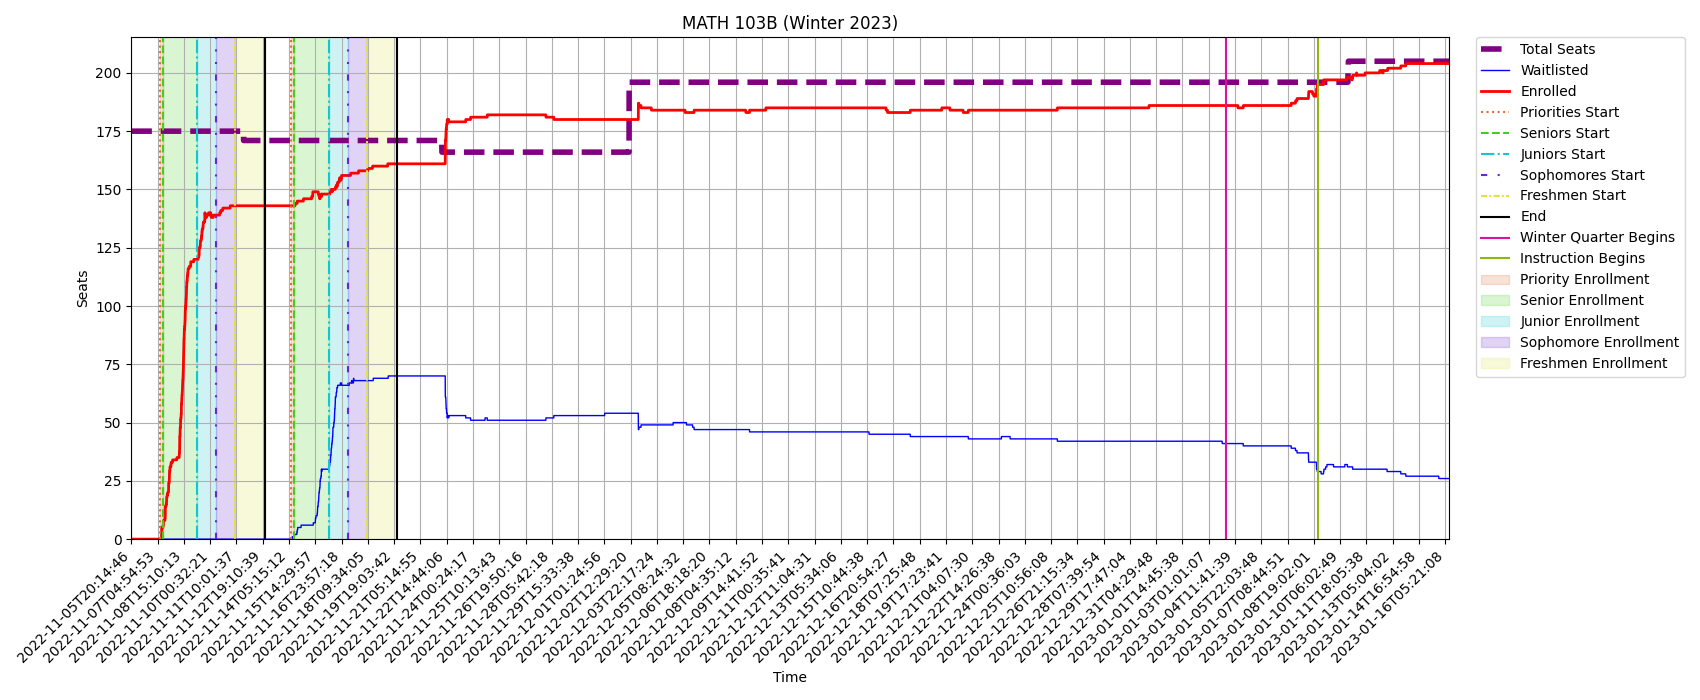 MATH 103B (Winter 2023)
Seats
200
175
150
125
100
75
50
25
0
2022-11-05T20:14:46
2022-11-07T04:54:53
2022-11-08T15:10:13
2022-11-10T00:32:21
2022-11-11T10:01:37
2022-11-12T19:10:39
2022-11-14T05:15:12
2022-11-15T14:29:57
2022-11-16T23:57:18
2022-11-18T09:34:05
2022-11-19T19:03:42
2022-11-21T05:14:55
2022-11-22T14:44:06
2022-11-25T00:24:17
2022-11-25T10:13:43
2022-11-26T19:50:16
2022-11-28T05:42:18
2022-11-29T15:33:38
2022-12-01T01:24:56
2022-12-02T12:29:20
2022-12-03T22:17:24
2022-12-05T08:24:32
2022-12-06T18:18:20
2022-12-08T04:35:12
2022-12-09T14:41:52
2022-12-11T00:35:41
2022-12-12T11:04:31
2022-12-13T05:34:06
2022-12-15T10:44:38
2022-12-16T20:54:27
2022-12-18T07:25:48
2022-12-19T17:23:41
2022-12-21T04:07:30
2022-12-22T14:26:38
2022-12-24T00:36:03
2022-12-25T10:56:08
2022-12-26T21:15:34
2022-12-28T07:39:54
2022-12-29T17:47:04
2022-12-31T04:29:48
2023-01-01T14:45:38
2023-01-03T01:01:07
2023-01-04T11:41:39
2023-01-05T22:03:48
2023-01-07T08:44:51
2023-01-08T19:02:01
2023-01-10T06:02:49
2023-01-11T18:05:38
2023-01-13T05:04:02
2023-01-14T16:54:58
2023-01-16T05:21:08
Time
Total Seats
Waitlisted
Enrolled
Priorities Start
Seniors Start
Juniors Start
Sophomores Start
Freshmen Start
End
Winter Quarter Begins
Instruction Begins
Priority Enrollment
Senior Enrollment
Junior Enrollment
Sophomore Enrollment
Freshmen Enrollment